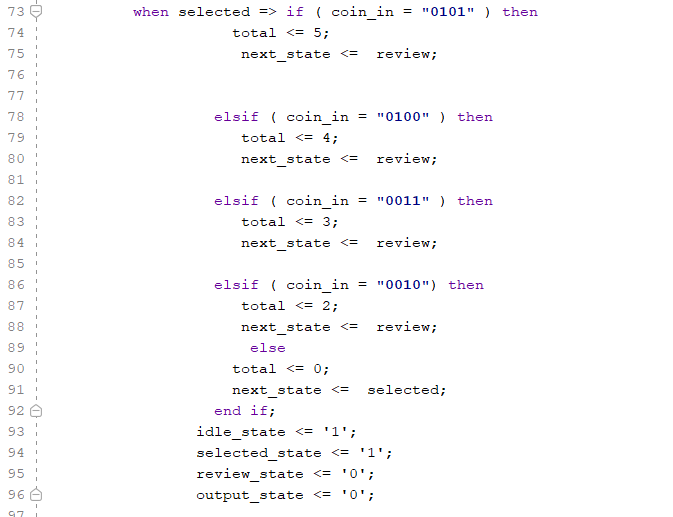 73 when selected => if ( coin_in = "0101" ) then
74 total <= 5;
75 next_state <= review;
76
77
78 elsif ( coin_in = "0100" ) then
79 total <= 4;
80 next_state <= review;
81
82 elsif ( coin_in = "0011" ) then
83 total <= 3;
84 next_state <= review;
85
86 elsif ( coin_in = "0010") then
87 total <= 2;
88 next_state <= review;
89 else
90 total <= 0;
91 next_state <= selected;
92 end if;
93 idle_state <= '1';
94 selected_state <= '1';
95 review_state <= '0';
96 output_state <= '0';
97